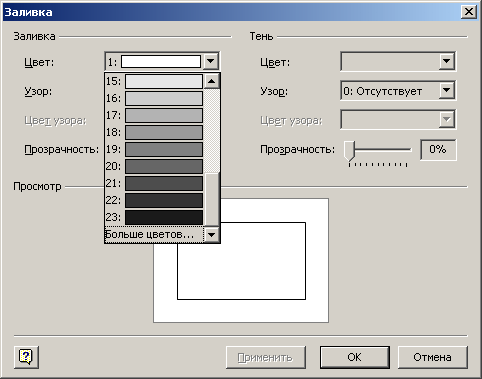 Заливка
Заливка
Тень
Цвет:
1:
Цвет:
15:
Узор:
16:
Узор:
0: Отсутствует
17:
Цвет узора:
18:
Цвет узора:
19:
Прозрачность:
Прозрачность:
0%
20:
21:
Просмотр
22:
23:
Больше цветов...
?
Применить
OK
Отмена